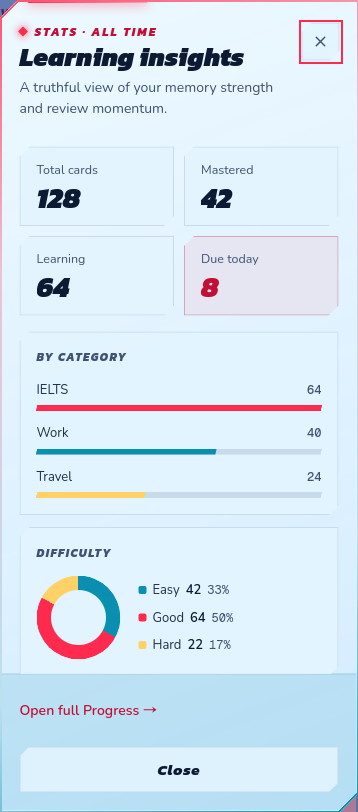 STATS · ALL TIME
Learning insights
A truthful view of your memory strength
and review momentum.
Total cards
128
Mastered
42
Learning
64
Due today
8
BY CATEGORY
IELTS 64
Work 40
Travel 24
DIFFICULTY
Easy 42 33%
Good 64 50%
Hard 22 17%
Open full Progress →
Close